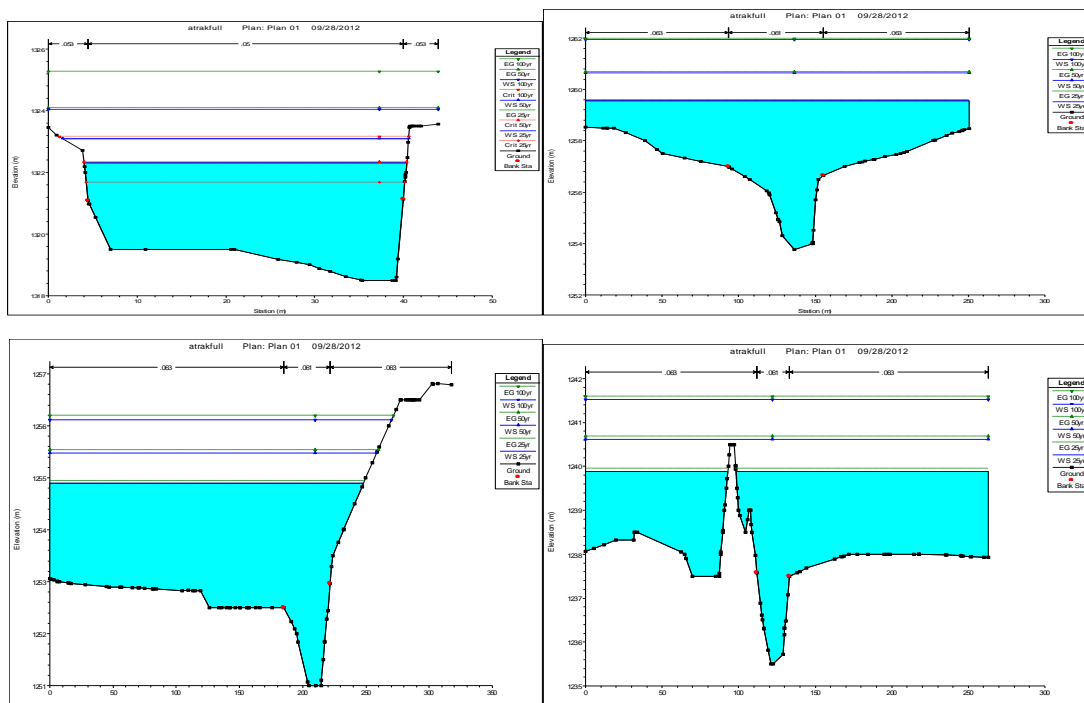 atrakfull Plan: Plan 01 09/28/2012
.053 .05 .053
Legend
EG 100yr
EG 50yr
WS 100yr
Crit 100yr
WS 50yr
EG 25yr
Crit 50yr
WS 25yr
Crit 25yr
Ground
Bank Sta
Elevation (m)
1326
1324
1322
1320
1318
0 10 20 30 40 50
Station (m)
atrakfull Plan: Plan 01 09/28/2012
.063 .061 .063
Legend
EG 100yr
WS 100yr
EG 50yr
WS 50yr
EG 25yr
WS 25yr
Ground
Bank Sta
Elevation (m)
1262
1260
1258
1256
1254
1252
0 50 100 150 200 250 300
Station (m)
atrakfull Plan: Plan 01 09/28/2012
.063 .061 .063
Legend
EG 100yr
WS 100yr
EG 50yr
WS 50yr
EG 25yr
WS 25yr
Ground
Bank Sta
Elevation (m)
1257
1256
1255
1254
1253
1252
1251
0 50 100 150 200 250 300 350
atrakfull Plan: Plan 01 09/28/2012
.063 .061 .063
Legend
EG 100yr
WS 100yr
EG 50yr
WS 50yr
EG 25yr
WS 25yr
Ground
Bank Sta
Elevation (m)
1242
1241
1240
1239
1238
1237
1236
1235
0 50 100 150 200 250 300